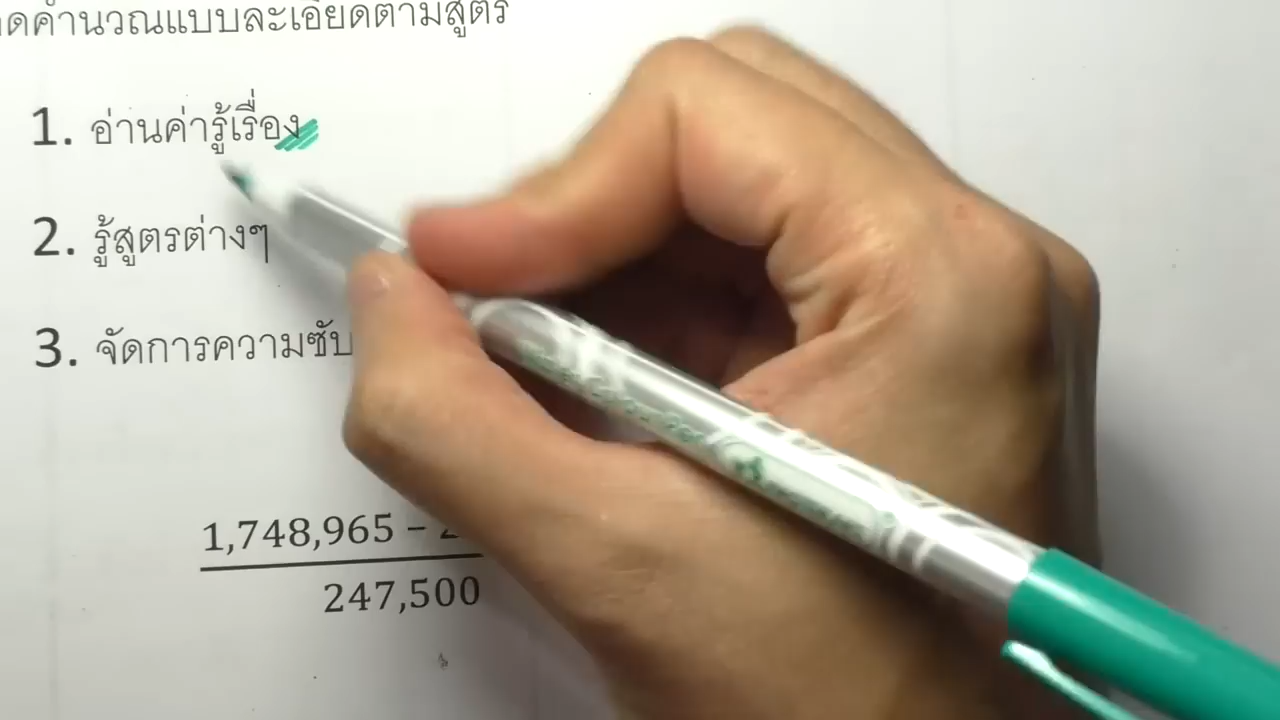 ดคำนวณแบบละเอียดตามสูตร
1. อ่านค่ารู้เรื่อง
2. รู้สูตรต่างๆ
3. จัดการความซับ
1,748,965 −
247,500